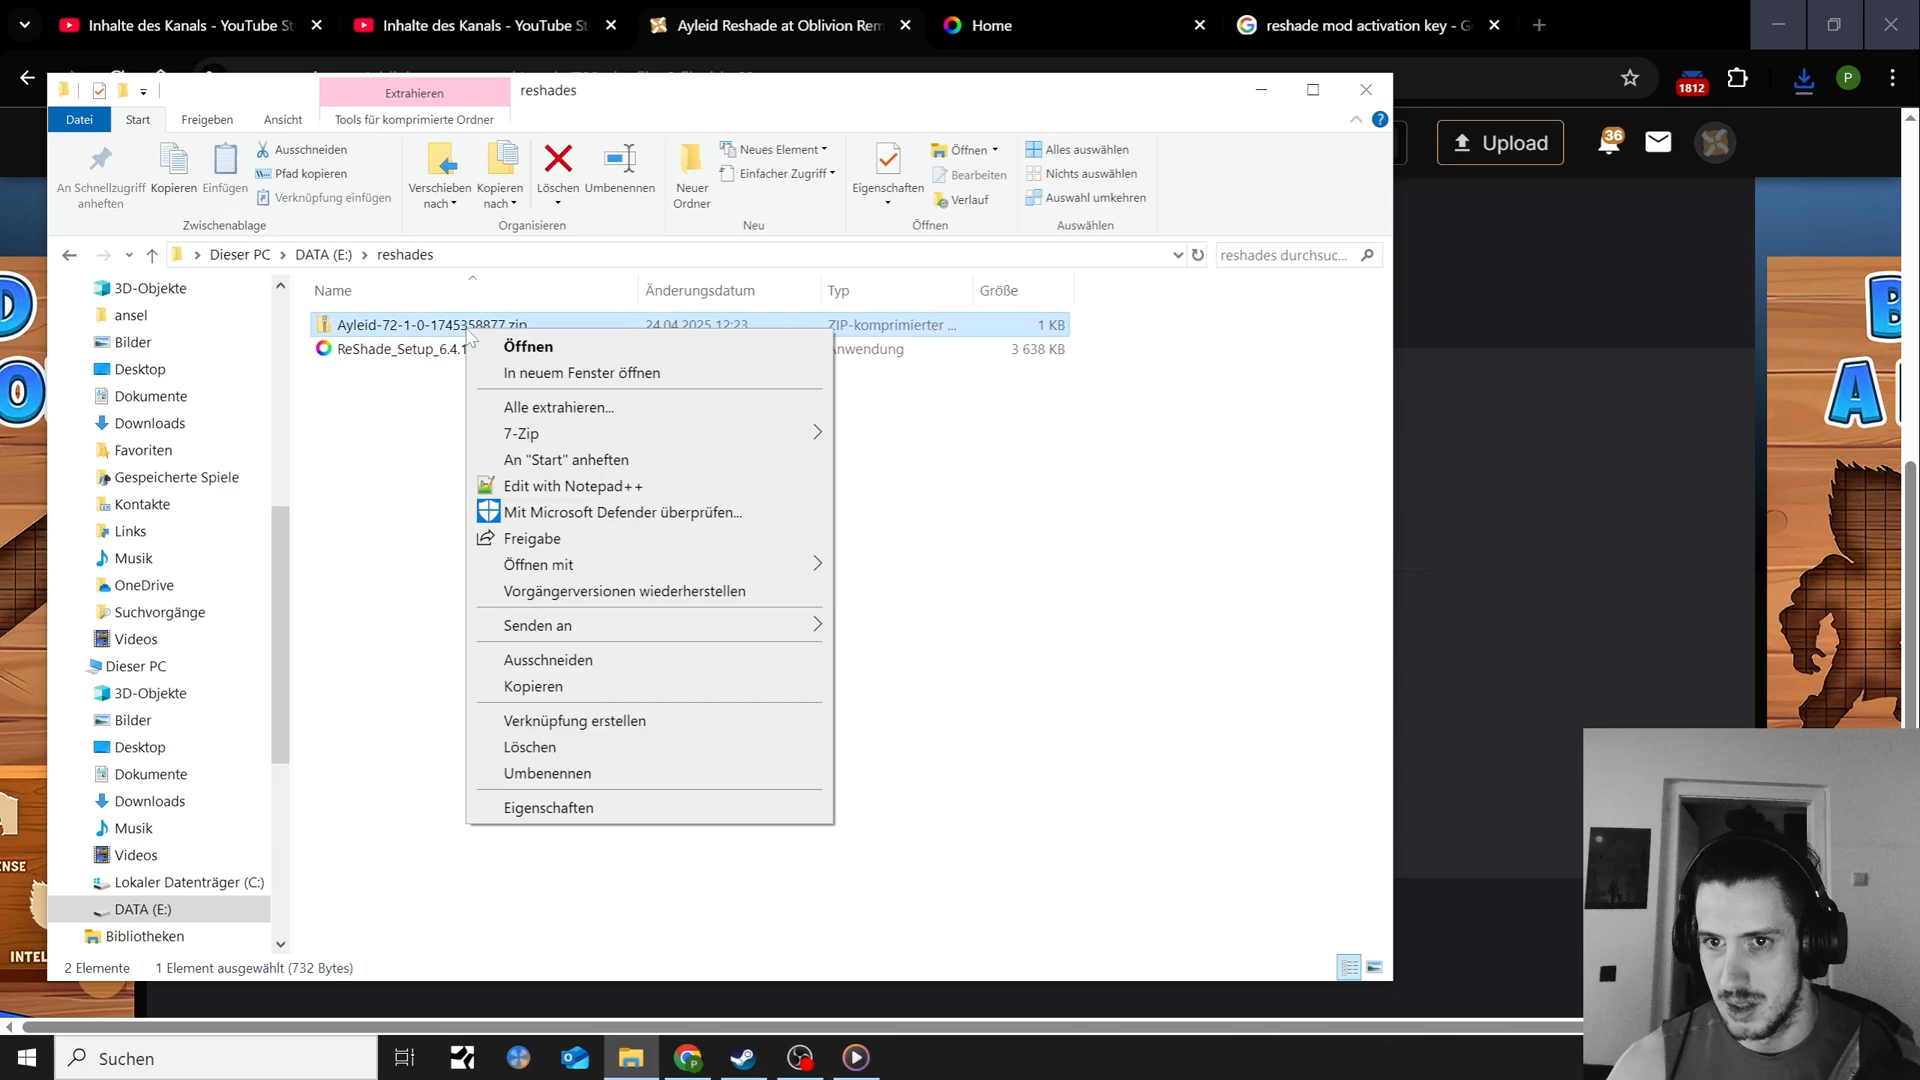 Inhalte des Kanals - YouTube St
Inhalte des Kanals - YouTube St
Ayleid Reshade at Oblivion Rem
Home
reshade mod activation key - G
1812
P
Extrahieren
reshades
Datei
Start
Freigeben
Ansicht
Tools für komprimierte Ordner
Upload
36
An Schnellzugriff
anheften
Kopieren
Einfügen
Ausschneiden
Pfad kopieren
Verknüpfung einfügen
Zwischenablage
Verschieben
nach
Kopieren
nach
Löschen
Umbenennen
Organisieren
Neuer
Ordner
Neues Element
Einfacher Zugriff
Neu
Eigenschaften
Öffnen
Bearbeiten
Verlauf
Öffnen
Alles auswählen
Nichts auswählen
Auswahl umkehren
Auswählen
Dieser PC
DATA (E:)
reshades
reshades durchsuc...
Name
Änderungsdatum
Typ
Größe
Ayleid-72-1-0-1745358877.zip
24.04.2025 12:23
ZIP-komprimierter ...
1 KB
ReShade_Setup_6.4.1
Anwendung
3 638 KB
3D-Objekte
ansel
Bilder
Desktop
Dokumente
Downloads
Favoriten
Gespeicherte Spiele
Kontakte
Links
Musik
OneDrive
Suchvorgänge
Videos
Dieser PC
3D-Objekte
Bilder
Desktop
Dokumente
Downloads
Musik
Videos
Lokaler Datenträger (C:)
DATA (E:)
Bibliotheken
Öffnen
In neuem Fenster öffnen
Alle extrahieren...
7-Zip
An "Start" anheften
Edit with Notepad++
Mit Microsoft Defender überprüfen...
Freigabe
Öffnen mit
Vorgängerversionen wiederherstellen
Senden an
Ausschneiden
Kopieren
Verknüpfung erstellen
Löschen
Umbenennen
Eigenschaften
2 Elemente
1 Element ausgewählt (732 Bytes)
Suchen